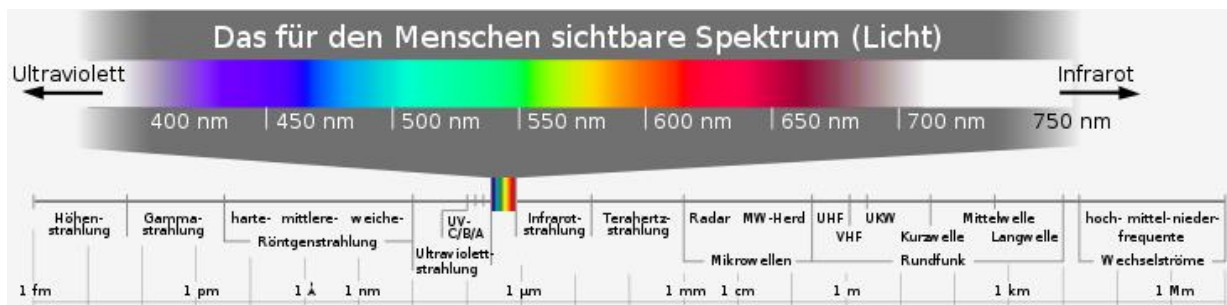 Das für den Menschen sichtbare Spektrum (Licht)
Ultraviolett
Infrarot
400 nm 450 nm 500 nm 550 nm 600 nm 650 nm 700 nm 750 nm
Höhen-
strahlung
Gamma-
strahlung
harte- mittlere- weiche-
Röntgenstrahlung
UV-
C/B/A
Ultraviolett-
strahlung
Infrarot-
strahlung
Terahertz-
strahlung
Radar MW-Herd
Mikrowellen
UHF UKW Mittelwelle
VHF Kurzwelle Langwelle
Rundfunk
hoch- mittel-nieder-
frequente
Wechselströme
1 fm 1 pm 1 Å 1 nm 1 µm 1 mm 1 cm 1 m 1 km 1 Mm